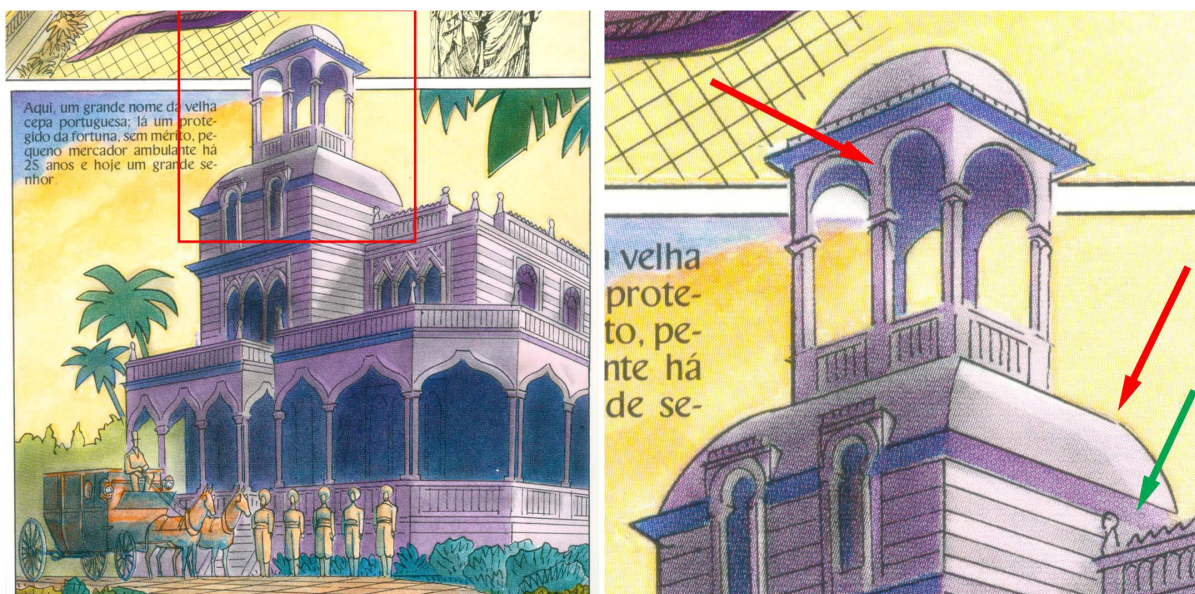 Aqui, um grande nome da velha
cepa portuguesa; lá um prote-
gido da fortuna, sem mérito, pe-
queno mercador ambulante há
25 anos e hoje um grande se-
nhor.
velha
prote-
to, pe-
nte há
de se-